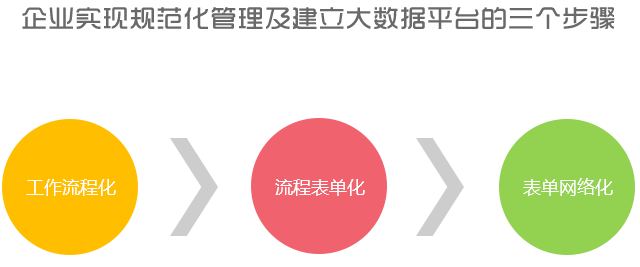 企业实现规范化管理及建立大数据平台的三个步骤
工作流程化
流程表单化
表单网络化